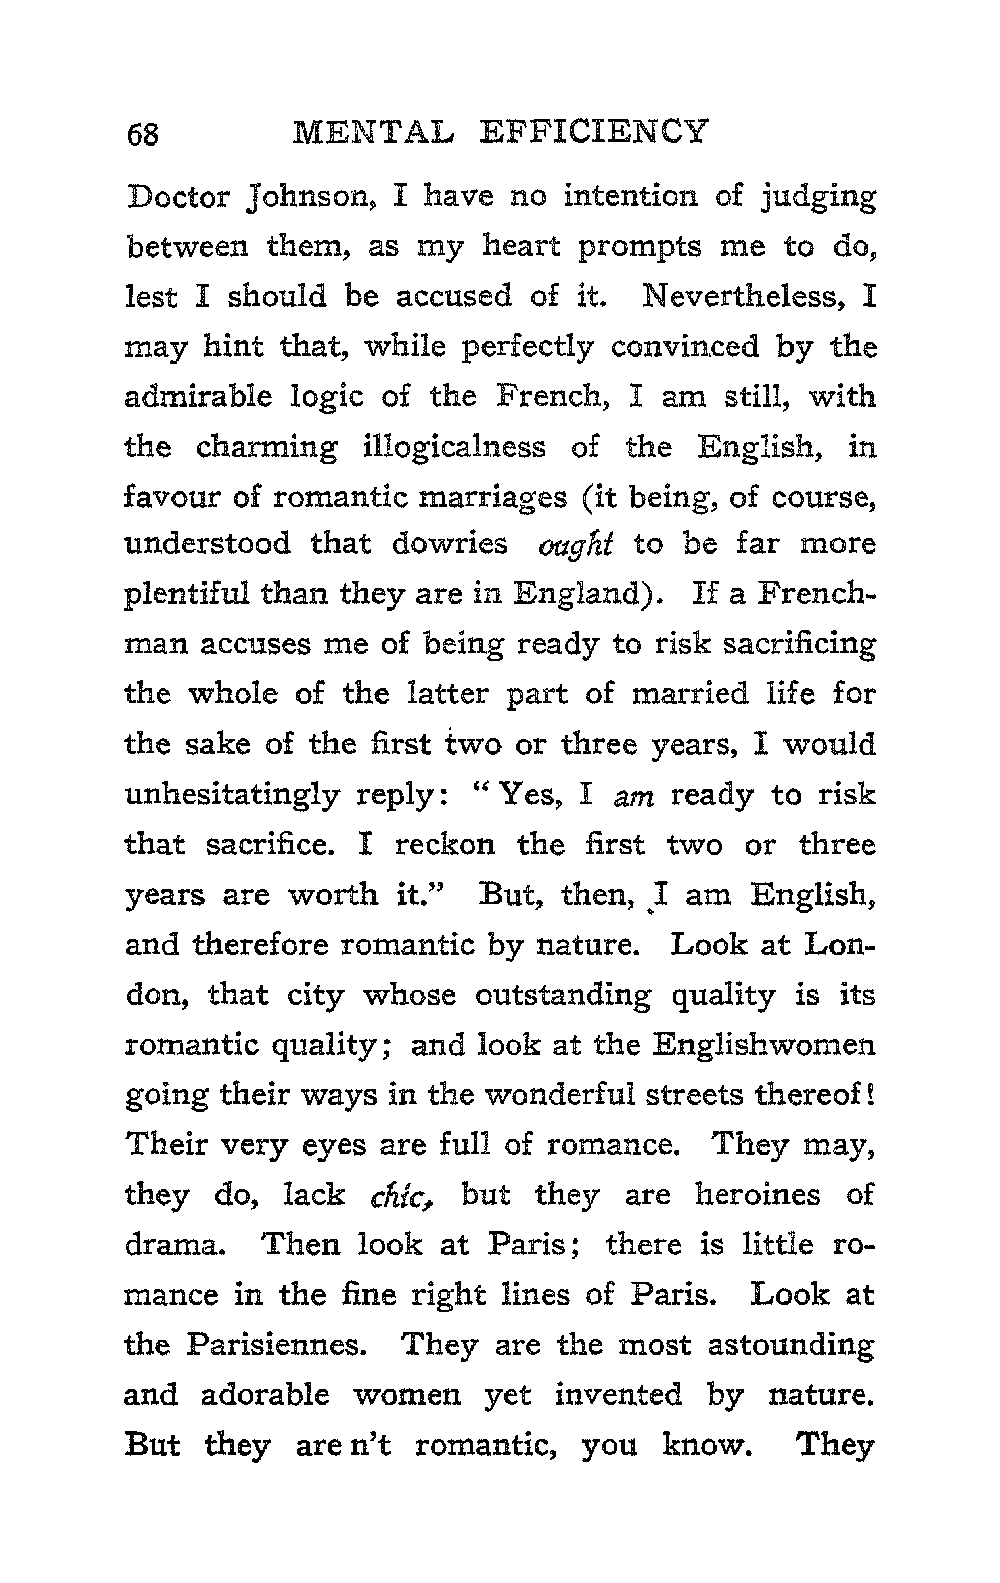 68 MENTAL EFFICIENCY
Doctor Johnson, I have no intention of judging
between them, as my heart prompts me to do,
lest I should be accused of it. Nevertheless, I
may hint that, while perfectly convinced by the
admirable logic of the French, I am still, with
the charming illogicalness of the English, in
favour of romantic marriages (it being, of course,
understood that dowries ought to be far more
plentiful than they are in England). If a French-
man accuses me of being ready to risk sacrificing
the whole of the latter part of married life for
the sake of the first two or three years, I would
unhesitatingly reply: “Yes, I am ready to risk
that sacrifice. I reckon the first two or three
years are worth it.” But, then, I am English,
and therefore romantic by nature. Look at Lon-
don, that city whose outstanding quality is its
romantic quality; and look at the Englishwomen
going their ways in the wonderful streets thereof!
Their very eyes are full of romance. They may,
they do, lack chic, but they are heroines of
drama. Then look at Paris; there is little ro-
mance in the fine right lines of Paris. Look at
the Parisiennes. They are the most astounding
and adorable women yet invented by nature.
But they aren’t romantic, you know. They